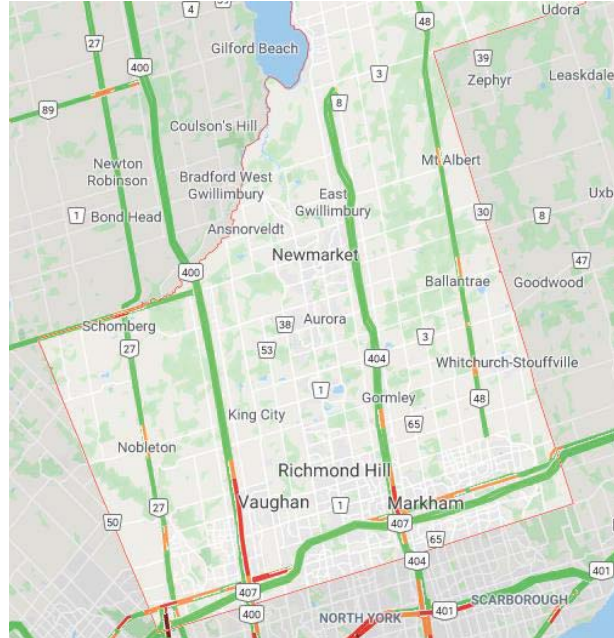 4
39
Udora
27
48
Gilford Beach
400
39
3
Zephyr
Leaskdale
8
89
Coulson's Hill
Mt Albert
Newton
Robinson
Bradford West
Gwillimbury
East
Gwillimbury
Uxb
1
Bond Head
30
8
Ansnorveldt
Newmarket
400
47
Ballantrae
Goodwood
Schomberg
38
Aurora
27
3
53
404
Whitchurch-Stouffville
1
Gormley
48
King City
65
Nobleton
Richmond Hill
27
Vaughan
1
Markham
50
407
65
404
407
401
400
401
SCARBOROUGH
NORTH YORK